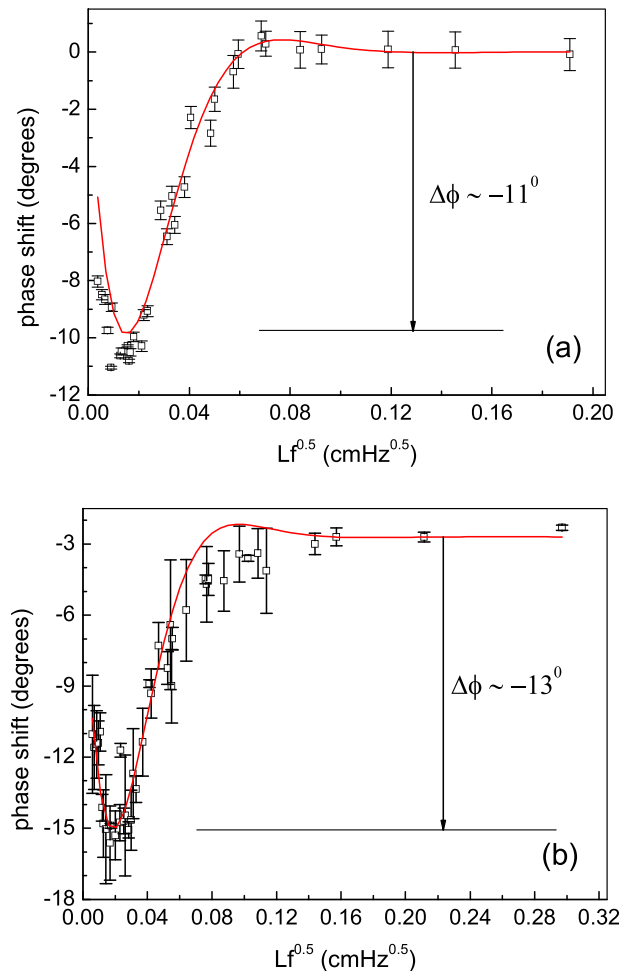 0
-2
-4
-6
-8
-10
-12
phase shift (degrees)
Δϕ ~ −11⁰
(a)
0.00 0.04 0.08 0.12 0.16 0.20
Lf^0.5 (cmHz^0.5)
-3
-6
-9
-12
-15
-18
phase shift (degrees)
Δϕ ~ −13⁰
(b)
0.00 0.04 0.08 0.12 0.16 0.20 0.24 0.28 0.32
Lf^0.5 (cmHz^0.5)